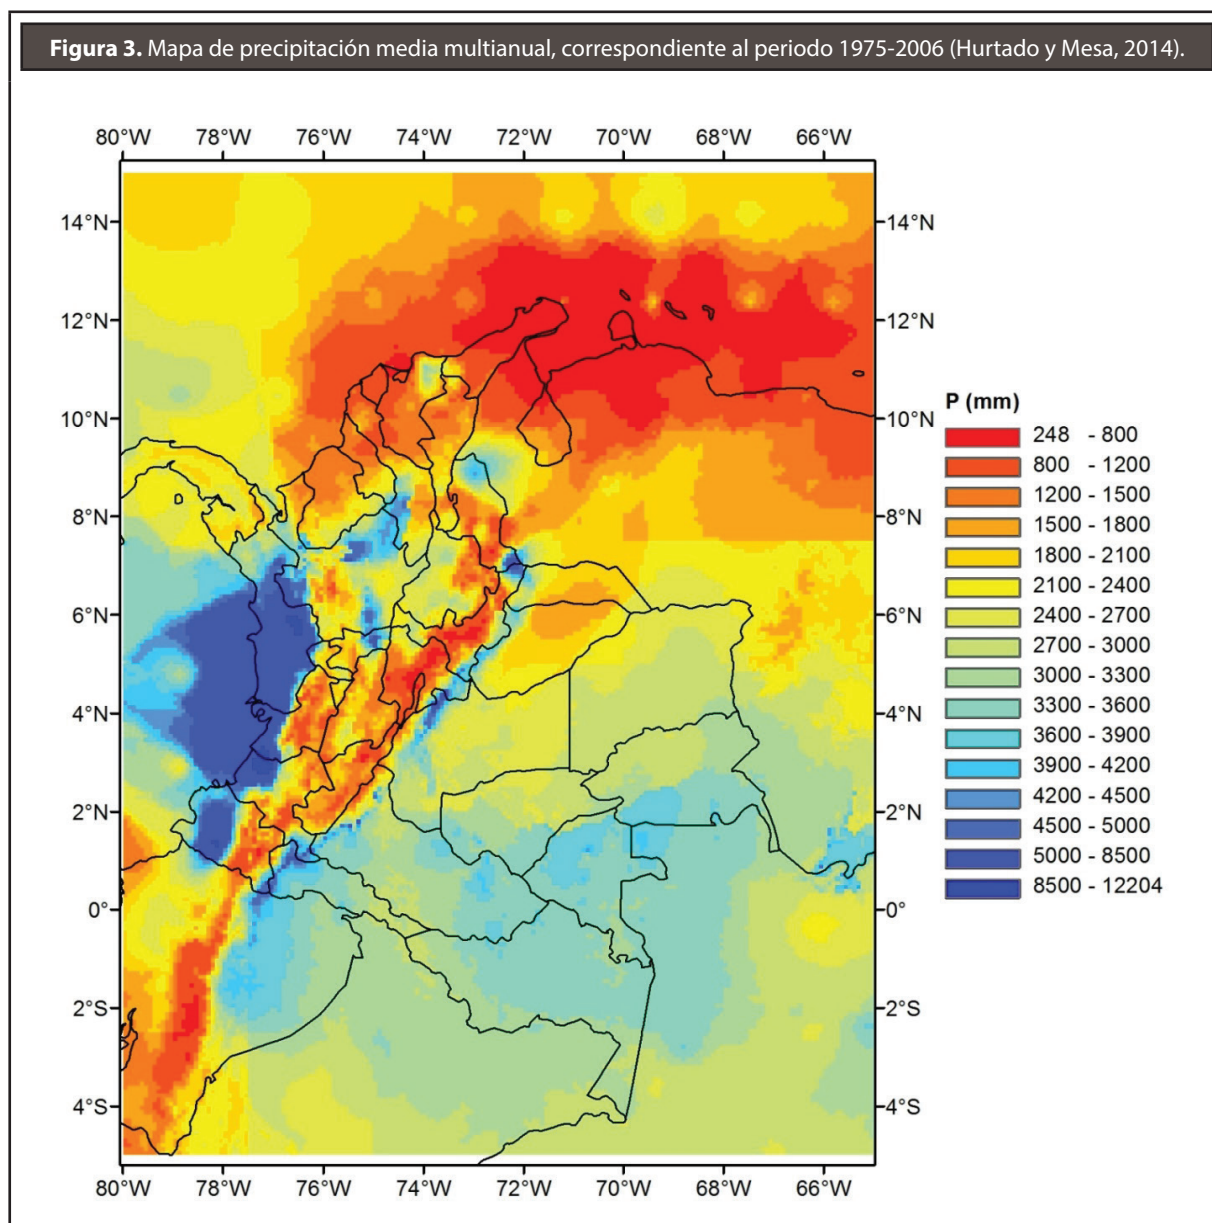 Figura 3. Mapa de precipitación media multianual, correspondiente al periodo 1975-2006 (Hurtado y Mesa, 2014).
80°W 78°W 76°W 74°W 72°W 70°W 68°W 66°W
14°N 14°N
12°N 12°N
10°N 10°N
8°N 8°N
6°N 6°N
4°N 4°N
2°N 2°N
0° 0°
2°S 2°S
4°S 4°S
80°W 78°W 76°W 74°W 72°W 70°W 68°W 66°W
P (mm)
248 - 800
800 - 1200
1200 - 1500
1500 - 1800
1800 - 2100
2100 - 2400
2400 - 2700
2700 - 3000
3000 - 3300
3300 - 3600
3600 - 3900
3900 - 4200
4200 - 4500
4500 - 5000
5000 - 8500
8500 - 12204